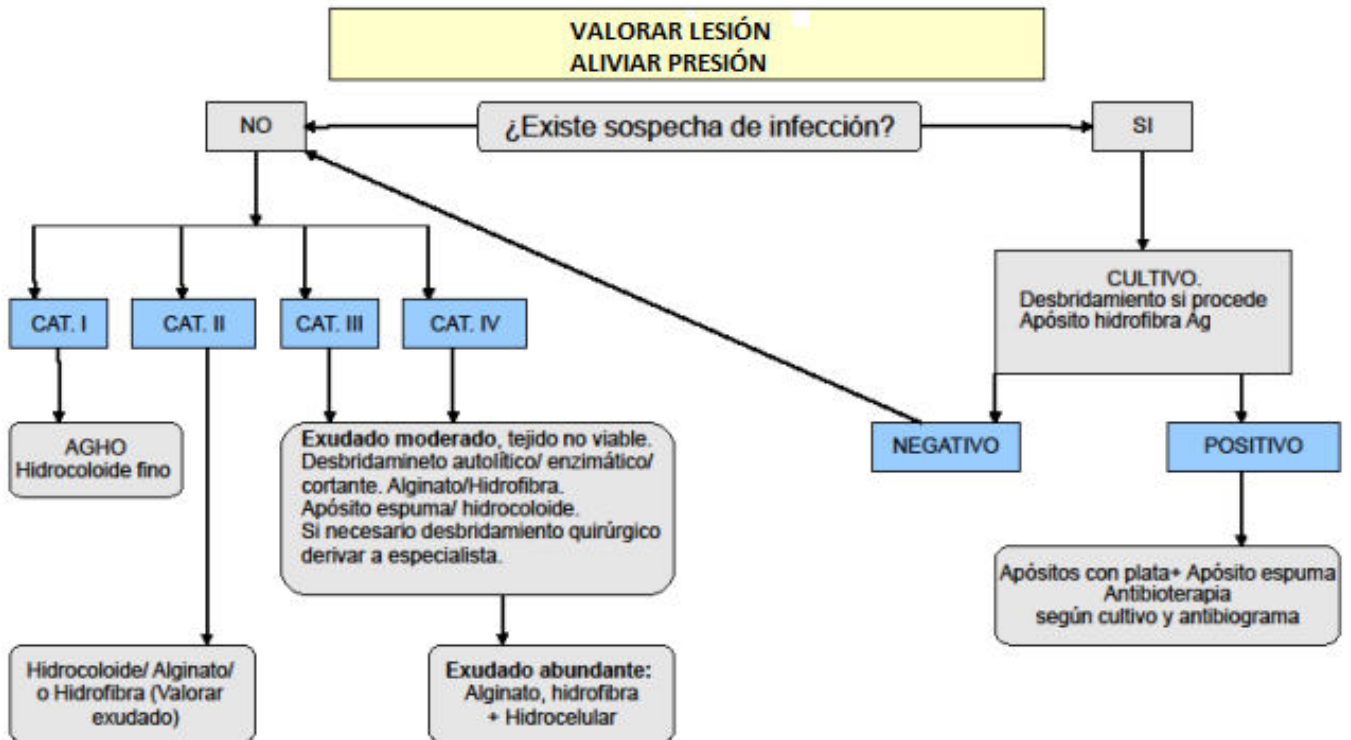 VALORAR LESIÓN
ALIVIAR PRESIÓN
NO
¿Existe sospecha de infección?
SI
CULTIVO.
Desbridamiento si procede
Apósito hidrofibra Ag
CAT. I
CAT. II
CAT. III
CAT. IV
NEGATIVO
POSITIVO
AGHO
Hidrocoloide fino
Exudado moderado, tejido no viable.
Desbridamineto autolítico/ enzimático/
cortante. Alginato/Hidrofibra.
Apósito espuma/ hidrocoloide.
Si necesario desbridamiento quirúrgico
derivar a especialista.
Apósitos con plata+ Apósito espuma
Antibioterapia
según cultivo y antibiograma
Hidrocoloide/ Alginato/
o Hidrofibra (Valorar
exudado)
Exudado abundante:
Alginato, hidrofibra
+ Hidrocelular